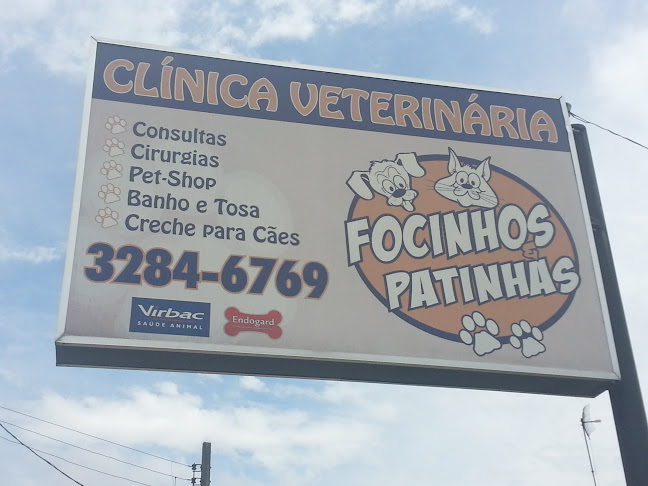 CLÍNICA VETERINÁRIA
Consultas
Cirurgias
Pet-Shop
Banho e Tosa
Creche para Cães
3284-6769
Virbac
SAÚDE ANIMAL
Endogard
FOCINHOS
&
PATINHAS